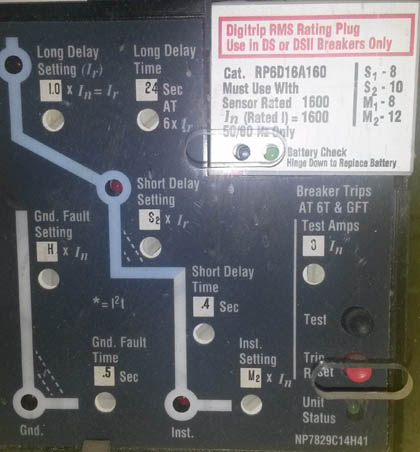 Long Delay
Setting (Ir)
1.0 x In = Ir
Long Delay
Time
24 Sec
AT
6x Ir
Digitrip RMS Rating Plug
Use in DS or DSII Breakers Only
Cat. RP6D16A160
Must Use With
Sensor Rated 1600
In (Rated I) = 1600
50/60 Hz Only
S1 - 8
S2 - 10
M1 - 8
M2 - 12
Battery Check
Hinge Down to Replace Battery
Short Delay
Setting
S2 x Ir
Breaker Trips
AT 6T & GFT
Test Amps
x In
Gnd. Fault
Setting
H x In
Short Delay
Time
.4 Sec
* = I²t
Test
Gnd. Fault
Time
.5 Sec
Inst.
Setting
M2 x In
Trip
Reset
Unit
Status
Gnd.
Inst.
NP7829C14H41